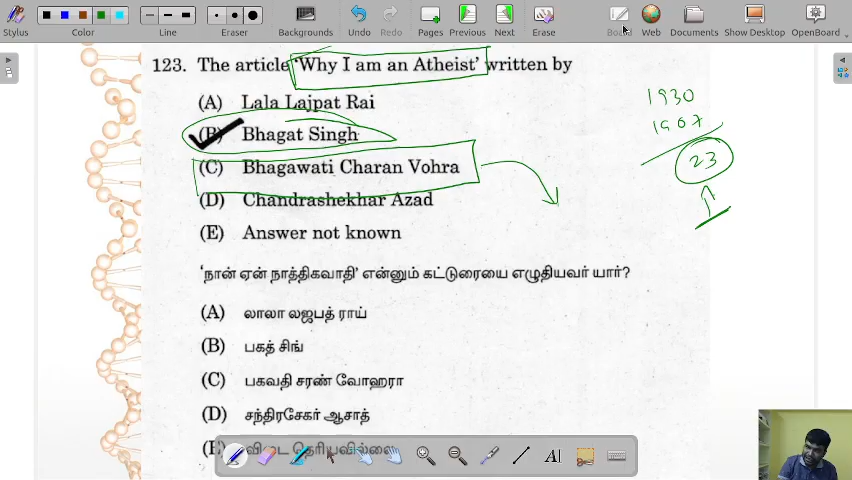 Stylus Color Line Eraser Backgrounds Undo Redo Pages Previous Next Erase Board Web Documents Show Desktop OpenBoard
123. The article 'Why I am an Atheist' written by
(A) Lala Lajpat Rai
(B) Bhagat Singh
(C) Bhagawati Charan Vohra
(D) Chandrashekhar Azad
(E) Answer not known
1930
1907
23
'நான் ஏன் நாத்திகவாதி' என்னும் கட்டுரையை எழுதியவர் யார்?
(A) லாலா லஜபத் ராய்
(B) பகத் சிங்
(C) பகவதி சரண் வோஹரா
(D) சந்திரசேகர் ஆசாத்
(E) விடை தெரியவில்லை